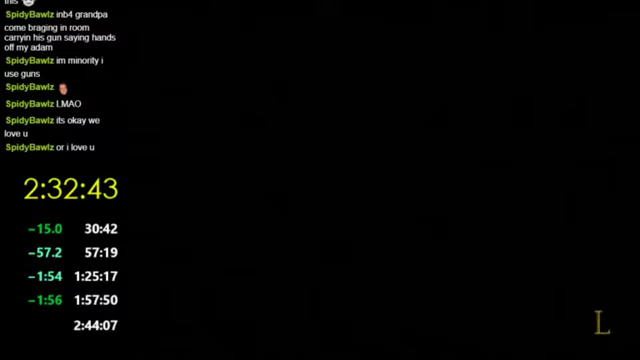 this
SpidyBawlz inb4 grandpa
come braging in room
carryin his gun saying hands
off my adam
SpidyBawlz im minority i
use guns
SpidyBawlz
SpidyBawlz LMAO
SpidyBawlz its okay we
love u
SpidyBawlz or i love u
2:32:43
-15.0 30:42
-57.2 57:19
-1:54 1:25:17
-1:56 1:57:50
2:44:07
L